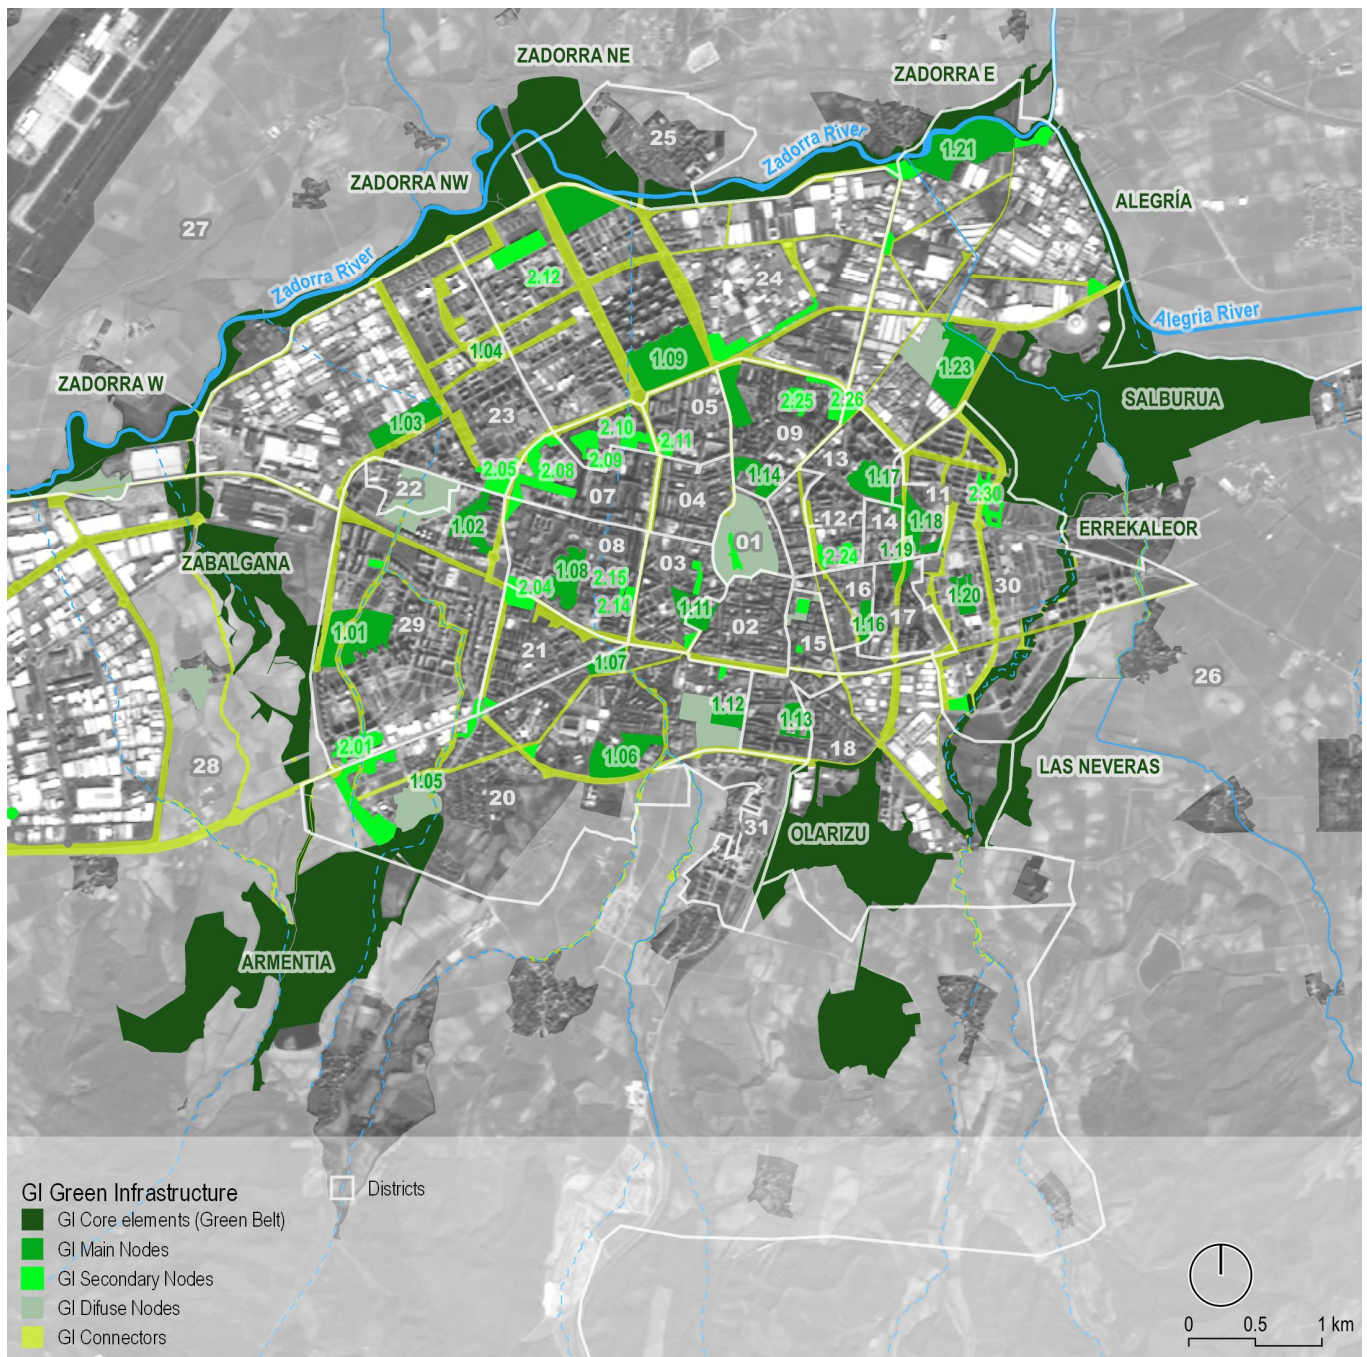 ZADORRA NE
ZADORRA E
25
Zadorra River
1.21
ZADORRA NW
ALEGRÍA
27
Zadorra River
2.12
24
Alegria River
1.04
1.09
1.23
ZADORRA W
SALBURUA
05
2.25
2.26
1.03
23
2.10
2.11
09
2.05
2.08
2.09
13
1.14
1.17
22
07
04
11
2.30
1.02
12
14
1.18
ERREKALEOR
01
08
1.19
2.24
ZABALGANA
03
1.08
2.15
2.04
16
30
1.20
2.14
1.11
1.01
29
02
1.16
17
21
15
1.07
26
1.12
1.13
2.01
18
28
1.06
LAS NEVERAS
1.05
20
31
OLARIZU
ARMENTIA
GI Green Infrastructure
Districts
GI Core elements (Green Belt)
GI Main Nodes
GI Secondary Nodes
GI Difuse Nodes
GI Connectors
0 0.5 1 km